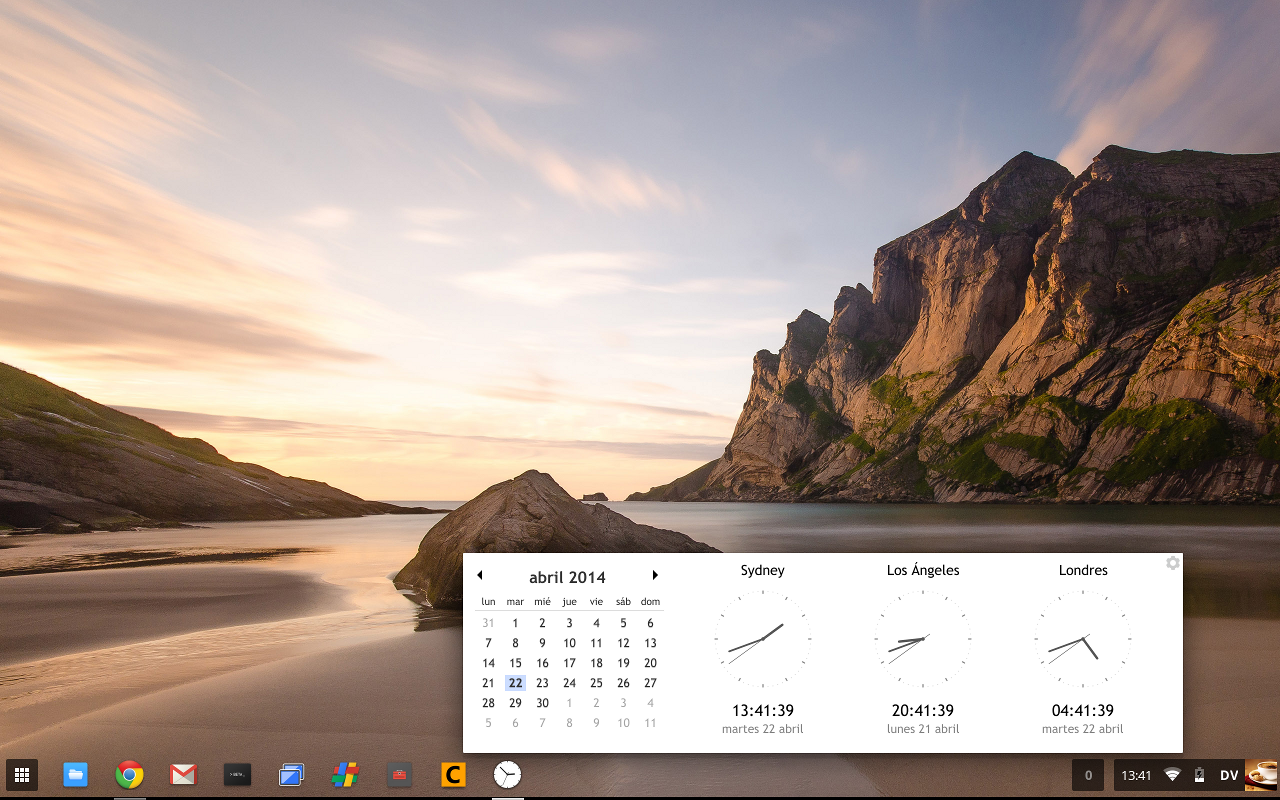 abril 2014
lun mar mié jue vie sáb dom
31 1 2 3 4 5 6
7 8 9 10 11 12 13
14 15 16 17 18 19 20
21 22 23 24 25 26 27
28 29 30 1 2 3 4
5 6 7 8 9 10 11
Sydney
13:41:39
martes 22 abril
Los Ángeles
20:41:39
lunes 21 abril
Londres
04:41:39
martes 22 abril
C
0
13:41
DV